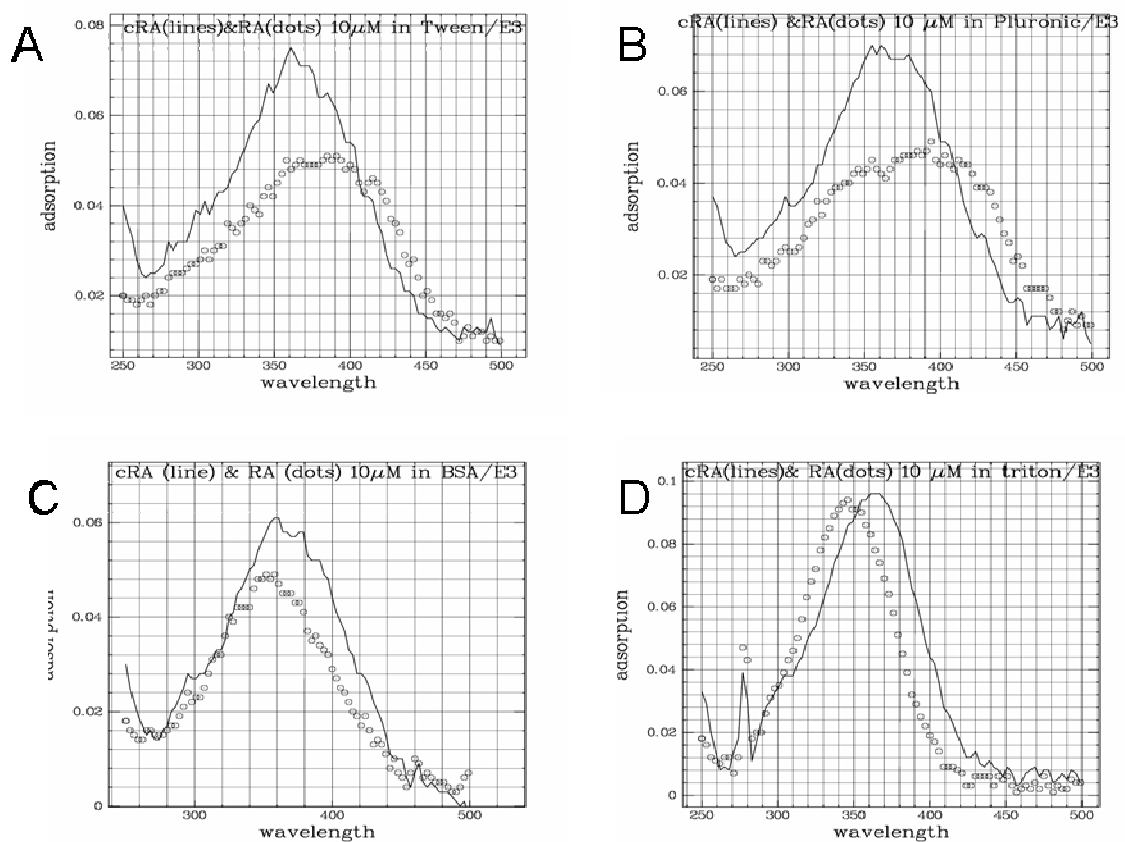 A
cRA(lines)&RA(dots) 10μM in Tween/E3
0.08
0.06
0.04
0.02
adsorption
250 300 350 400 450 500
wavelength
B
cRA(lines) &RA(dots) 10 μM in Pluronic/E3
0.06
0.04
0.02
adsorption
250 300 350 400 450 500
wavelength
C
cRA (line) & RA (dots) 10μM in BSA/E3
0.06
0.04
0.02
0
adsorption
300 400 500
wavelength
D
cRA(lines)& RA(dots) 10 μM in triton/E3
0.1
0.08
0.06
0.04
0.02
0
adsorption
250 300 350 400 450 500
wavelength